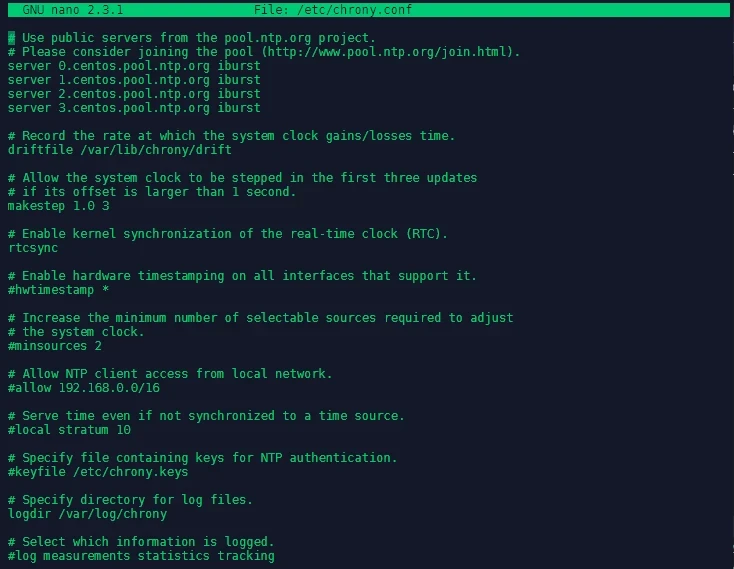 GNU nano 2.3.1 File: /etc/chrony.conf
# Use public servers from the pool.ntp.org project.
# Please consider joining the pool (http://www.pool.ntp.org/join.html).
server 0.centos.pool.ntp.org iburst
server 1.centos.pool.ntp.org iburst
server 2.centos.pool.ntp.org iburst
server 3.centos.pool.ntp.org iburst
# Record the rate at which the system clock gains/losses time.
driftfile /var/lib/chrony/drift
# Allow the system clock to be stepped in the first three updates
# if its offset is larger than 1 second.
makestep 1.0 3
# Enable kernel synchronization of the real-time clock (RTC).
rtcsync
# Enable hardware timestamping on all interfaces that support it.
#hwtimestamp *
# Increase the minimum number of selectable sources required to adjust
# the system clock.
#minsources 2
# Allow NTP client access from local network.
#allow 192.168.0.0/16
# Serve time even if not synchronized to a time source.
#local stratum 10
# Specify file containing keys for NTP authentication.
#keyfile /etc/chrony.keys
# Specify directory for log files.
logdir /var/log/chrony
# Select which information is logged.
#log measurements statistics tracking